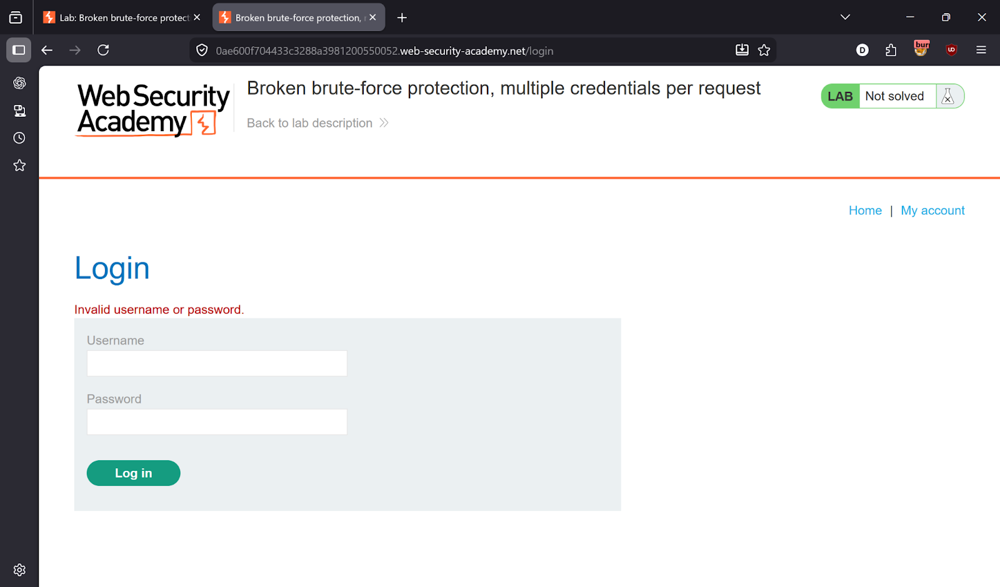 Lab: Broken brute-force protect
Broken brute-force protection,
0ae600f704433c3288a3981200550052.web-security-academy.net/login
D
bur
UD
Web Security
Academy
Broken brute-force protection, multiple credentials per request
Back to lab description
LAB
Not solved
Home | My account
Login
Invalid username or password.
Username
Password
Log in